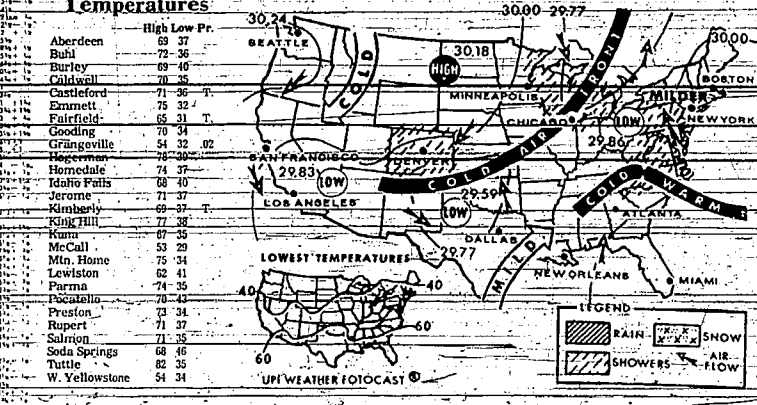 Temperatures
High Low Pr.
Aberdeen 69 37
Buhl 72 36
Burley 69 40
Caldwell 70 35
Castleford 71 36 T.
Emmett 75 32
Fairfield 65 31 T.
Gooding 70 34
Grangeville 54 32 .02
Hagerman 78 39
Homedale 74 37
Idaho Falls 68 40
Jerome 71 37
Kimberly 69 37 T.
King Hill 77 38
Kuna 67 35
McCall 53 29
Mtn. Home 75 34
Lewiston 62 41
Parma 74 35
Pocatello 70 43
Preston 73 34
Rupert 71 37
Salmon 71 35
Soda Springs 68 46
Tuttle 82 35
W. Yellowstone 54 34
30.24
30.00
29.77
SEATTLE
COLD
30.18
HIGH
30.00
BOSTON
MINNEAPOLIS
MILDER
NEW YORK
CHICAGO
LOW
29.86
COLD AIR FRONT
SAN FRANCISCO
DENVER
29.83
LOW
LOS ANGELES
29.59
LOW
COLD
WARM
ATLANTA
DALLAS
29.77
MILD
NEW ORLEANS
MIAMI
LOWEST TEMPERATURES
40
40
60
60
LEGEND
RAIN
SNOW
SHOWERS
AIR FLOW
UPI WEATHER FOTOCAST ®